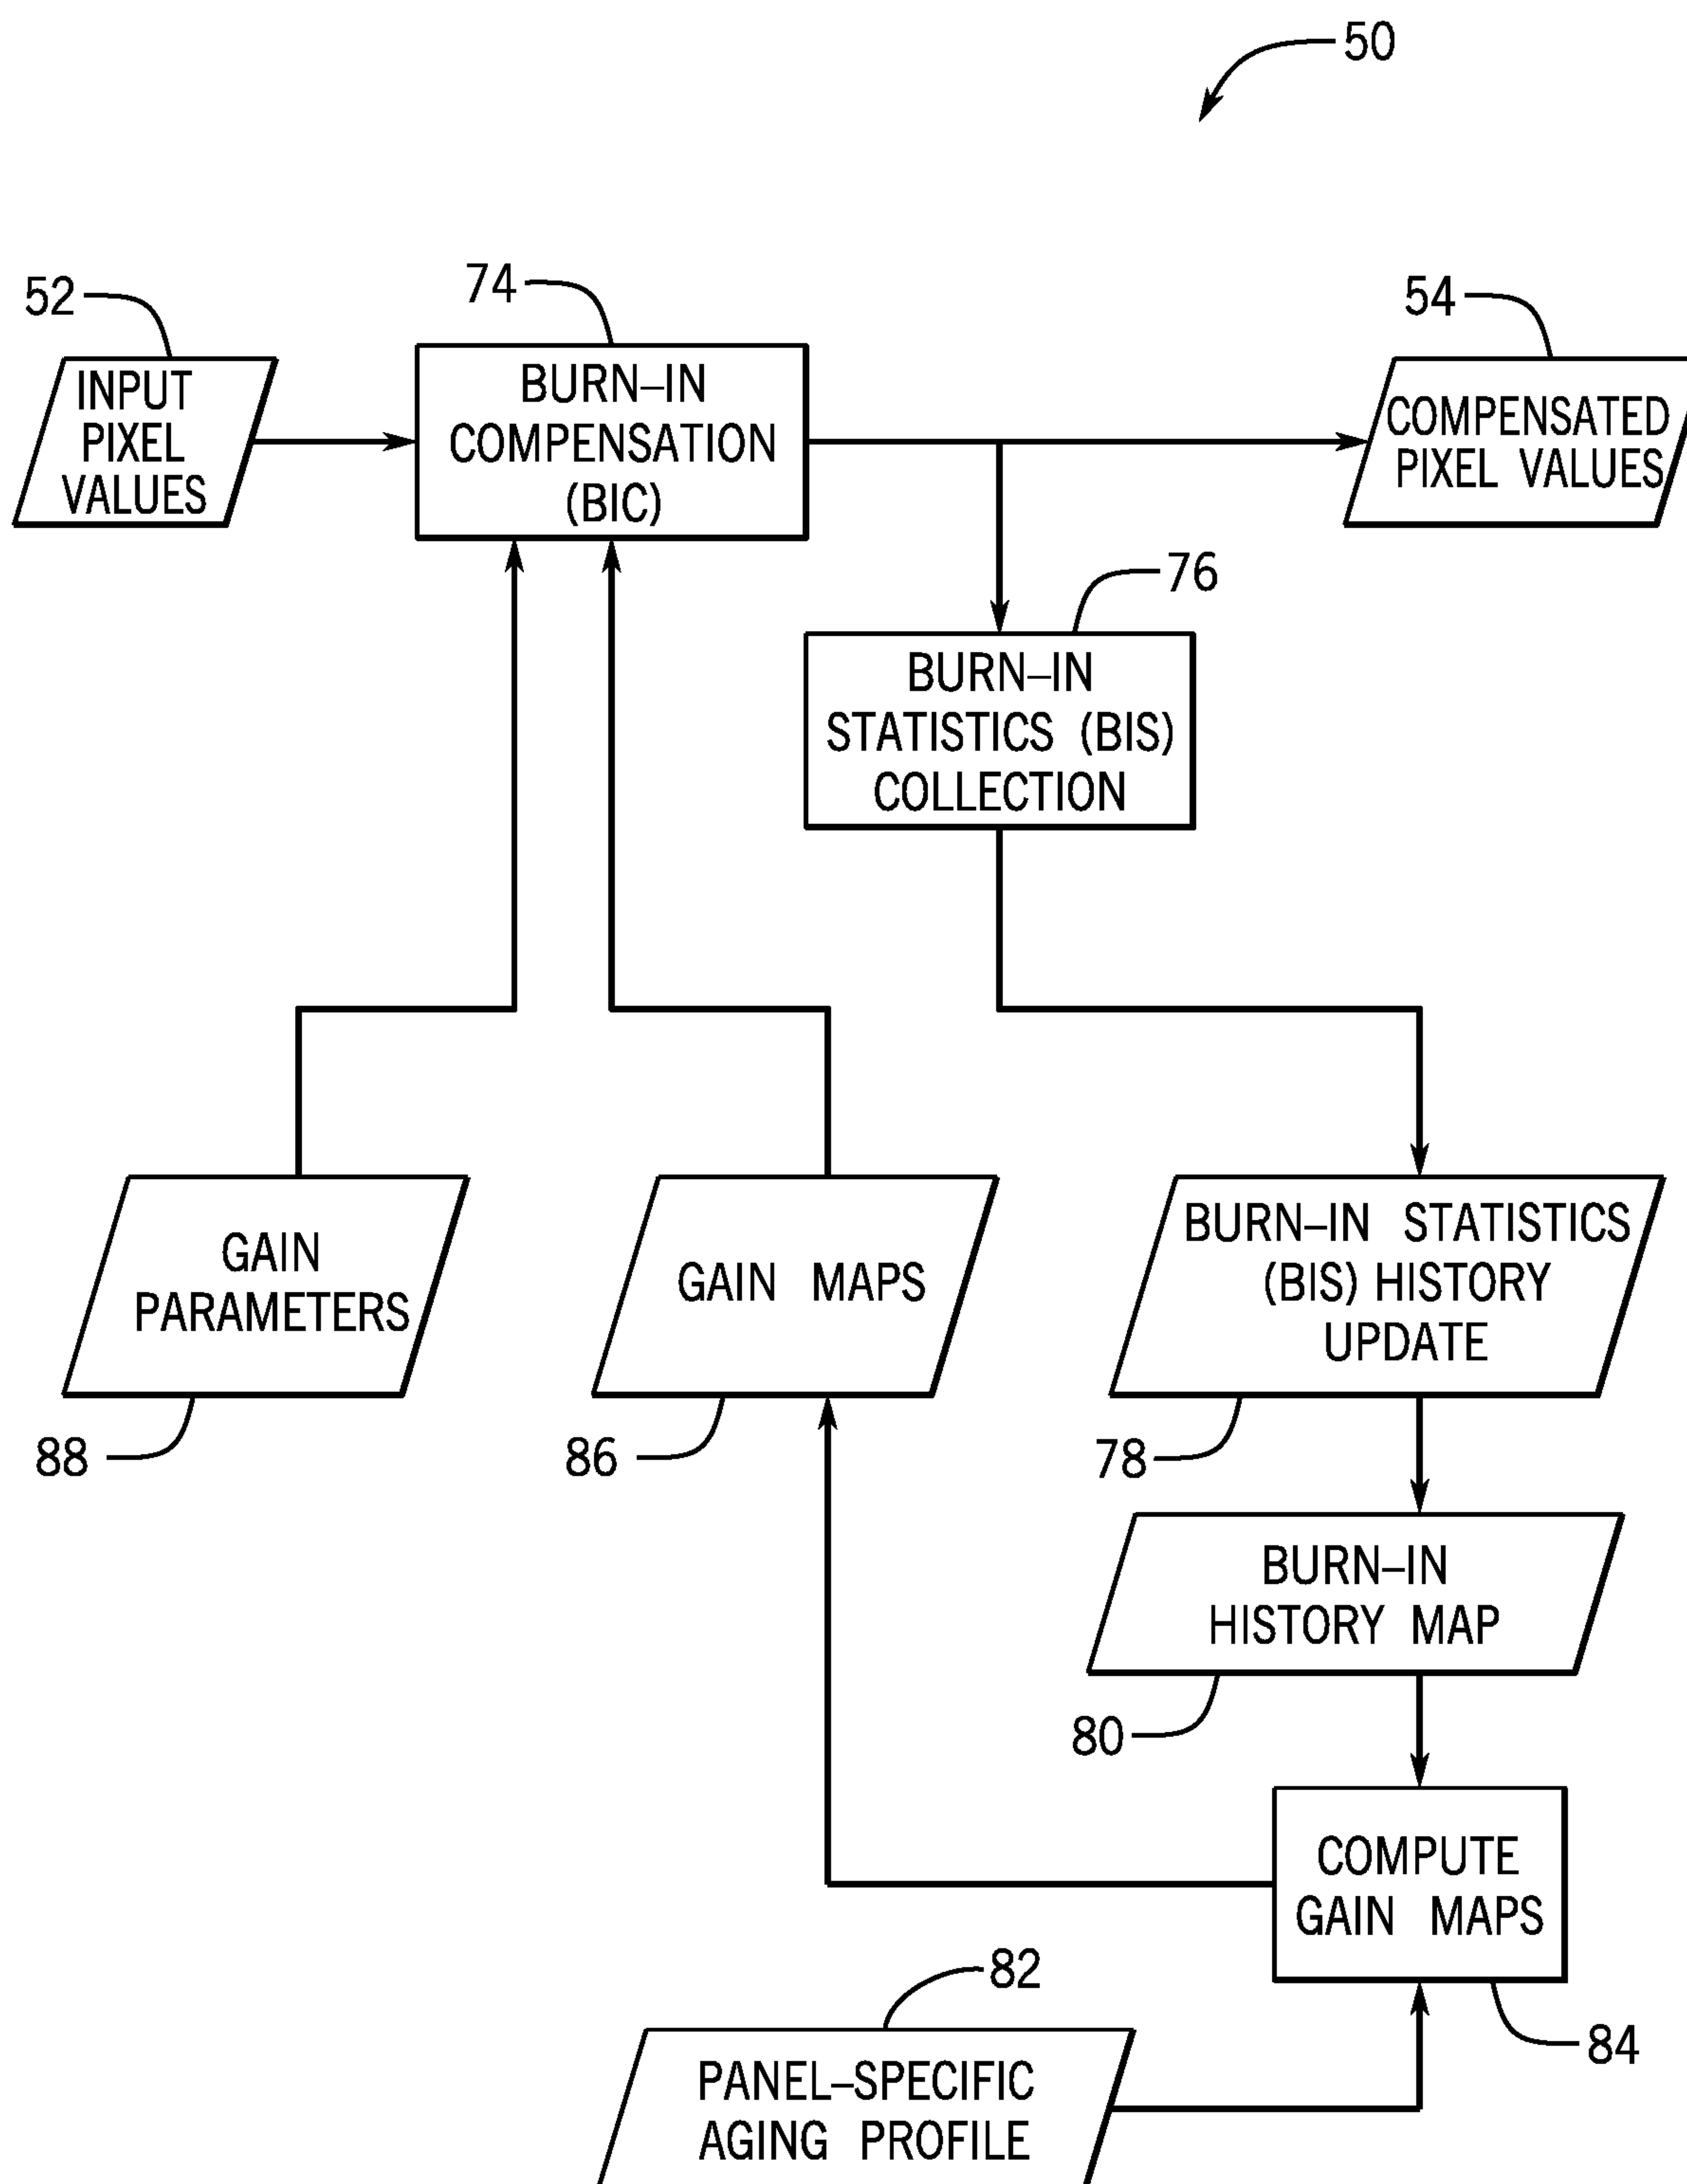 50
52
74
54
INPUT
PIXEL
VALUES
BURN–IN
COMPENSATION
(BIC)
COMPENSATED
PIXEL VALUES
76
BURN–IN
STATISTICS (BIS)
COLLECTION
GAIN
PARAMETERS
GAIN MAPS
BURN–IN STATISTICS
(BIS) HISTORY
UPDATE
88
86
78
BURN–IN
HISTORY MAP
80
COMPUTE
GAIN MAPS
82
84
PANEL–SPECIFIC
AGING PROFILE